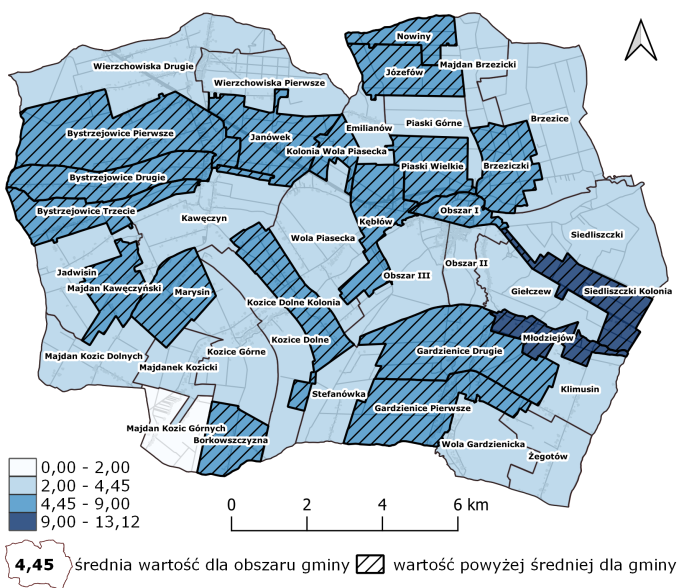 Nowiny
Wierzchowiska Drugie
Majdan Brzezicki
Józefów
Wierzchowiska Pierwsze
Brzezice
Piaski Górne
Emilianów
Bystrzejowice Pierwsze
Janówek
Kolonia Wola Piasecka
Piaski Wielkie
Brzeziczki
Bystrzejowice Drugie
Bystrzejowice Trzecie
Obszar I
Kawęczyn
Kębłów
Siedliszczki
Wola Piasecka
Obszar II
Jadwisin
Obszar III
Majdan Kawęczyński
Marysin
Giełczew
Siedliszczki Kolonia
Kozice Dolne Kolonia
Młodziejów
Kozice Dolne
Majdan Kozic Dolnych
Kozice Górne
Gardzienice Drugie
Majdanek Kozicki
Klimusin
Stefanówka
Gardzienice Pierwsze
Majdan Kozic Górnych
Borkowszczyzna
Wola Gardzienicka
Żegotów
0,00 - 2,00
2,00 - 4,45
4,45 - 9,00
9,00 - 13,12
0 2 4 6 km
4,45 średnia wartość dla obszaru gminy wartość powyżej średniej dla gminy